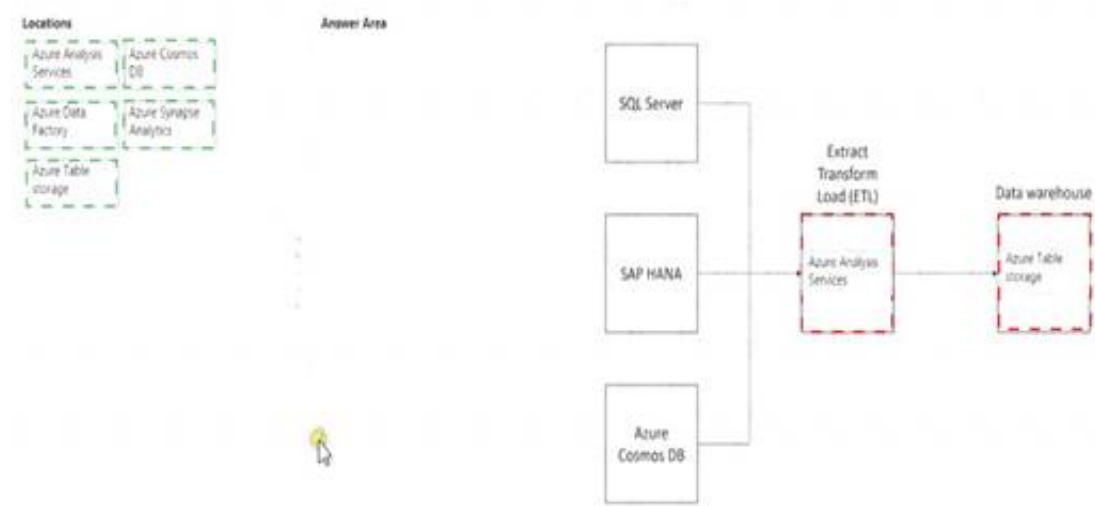 Locations
Answer Area
Azure Analysis
Services
Azure Cosmos
DB
Azure Data
Factory
Azure Synapse
Analytics
Azure Table
storage
SQL Server
SAP HANA
Azure
Cosmos DB
Extract
Transform
Load (ETL)
Azure Analysis
Services
Data warehouse
Azure Table
storage